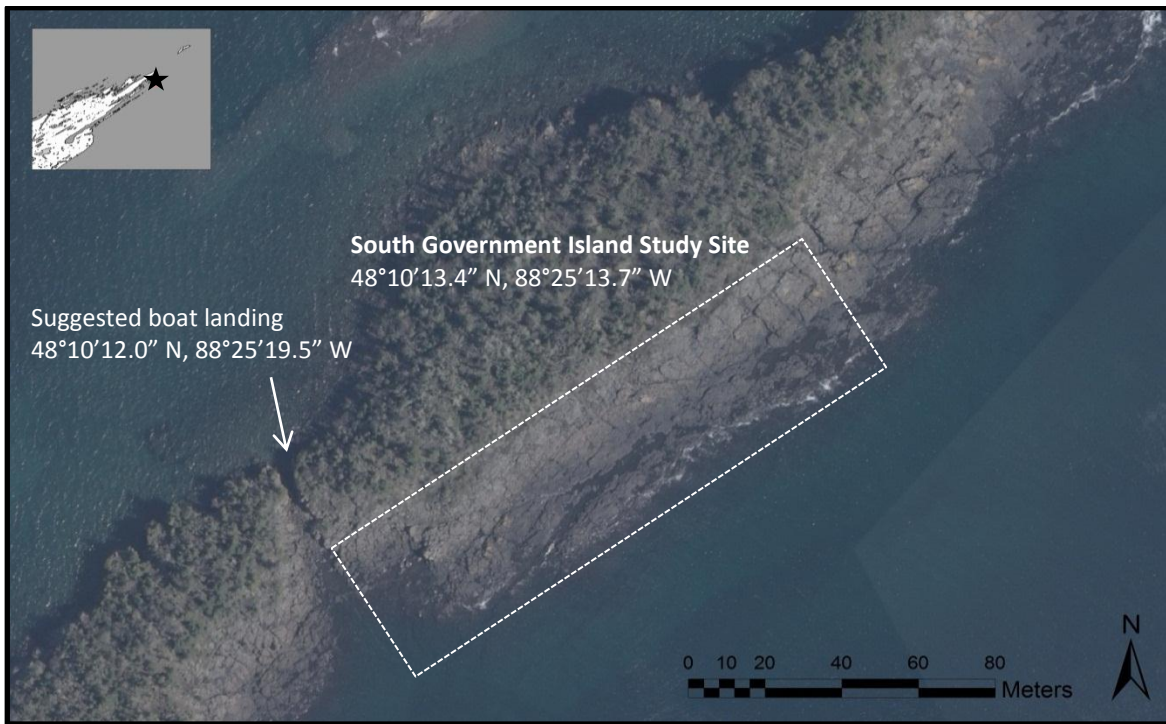 South Government Island Study Site
48°10’13.4” N, 88°25’13.7” W
Suggested boat landing
48°10’12.0” N, 88°25’19.5” W
N
0 10 20 40 60 80
Meters